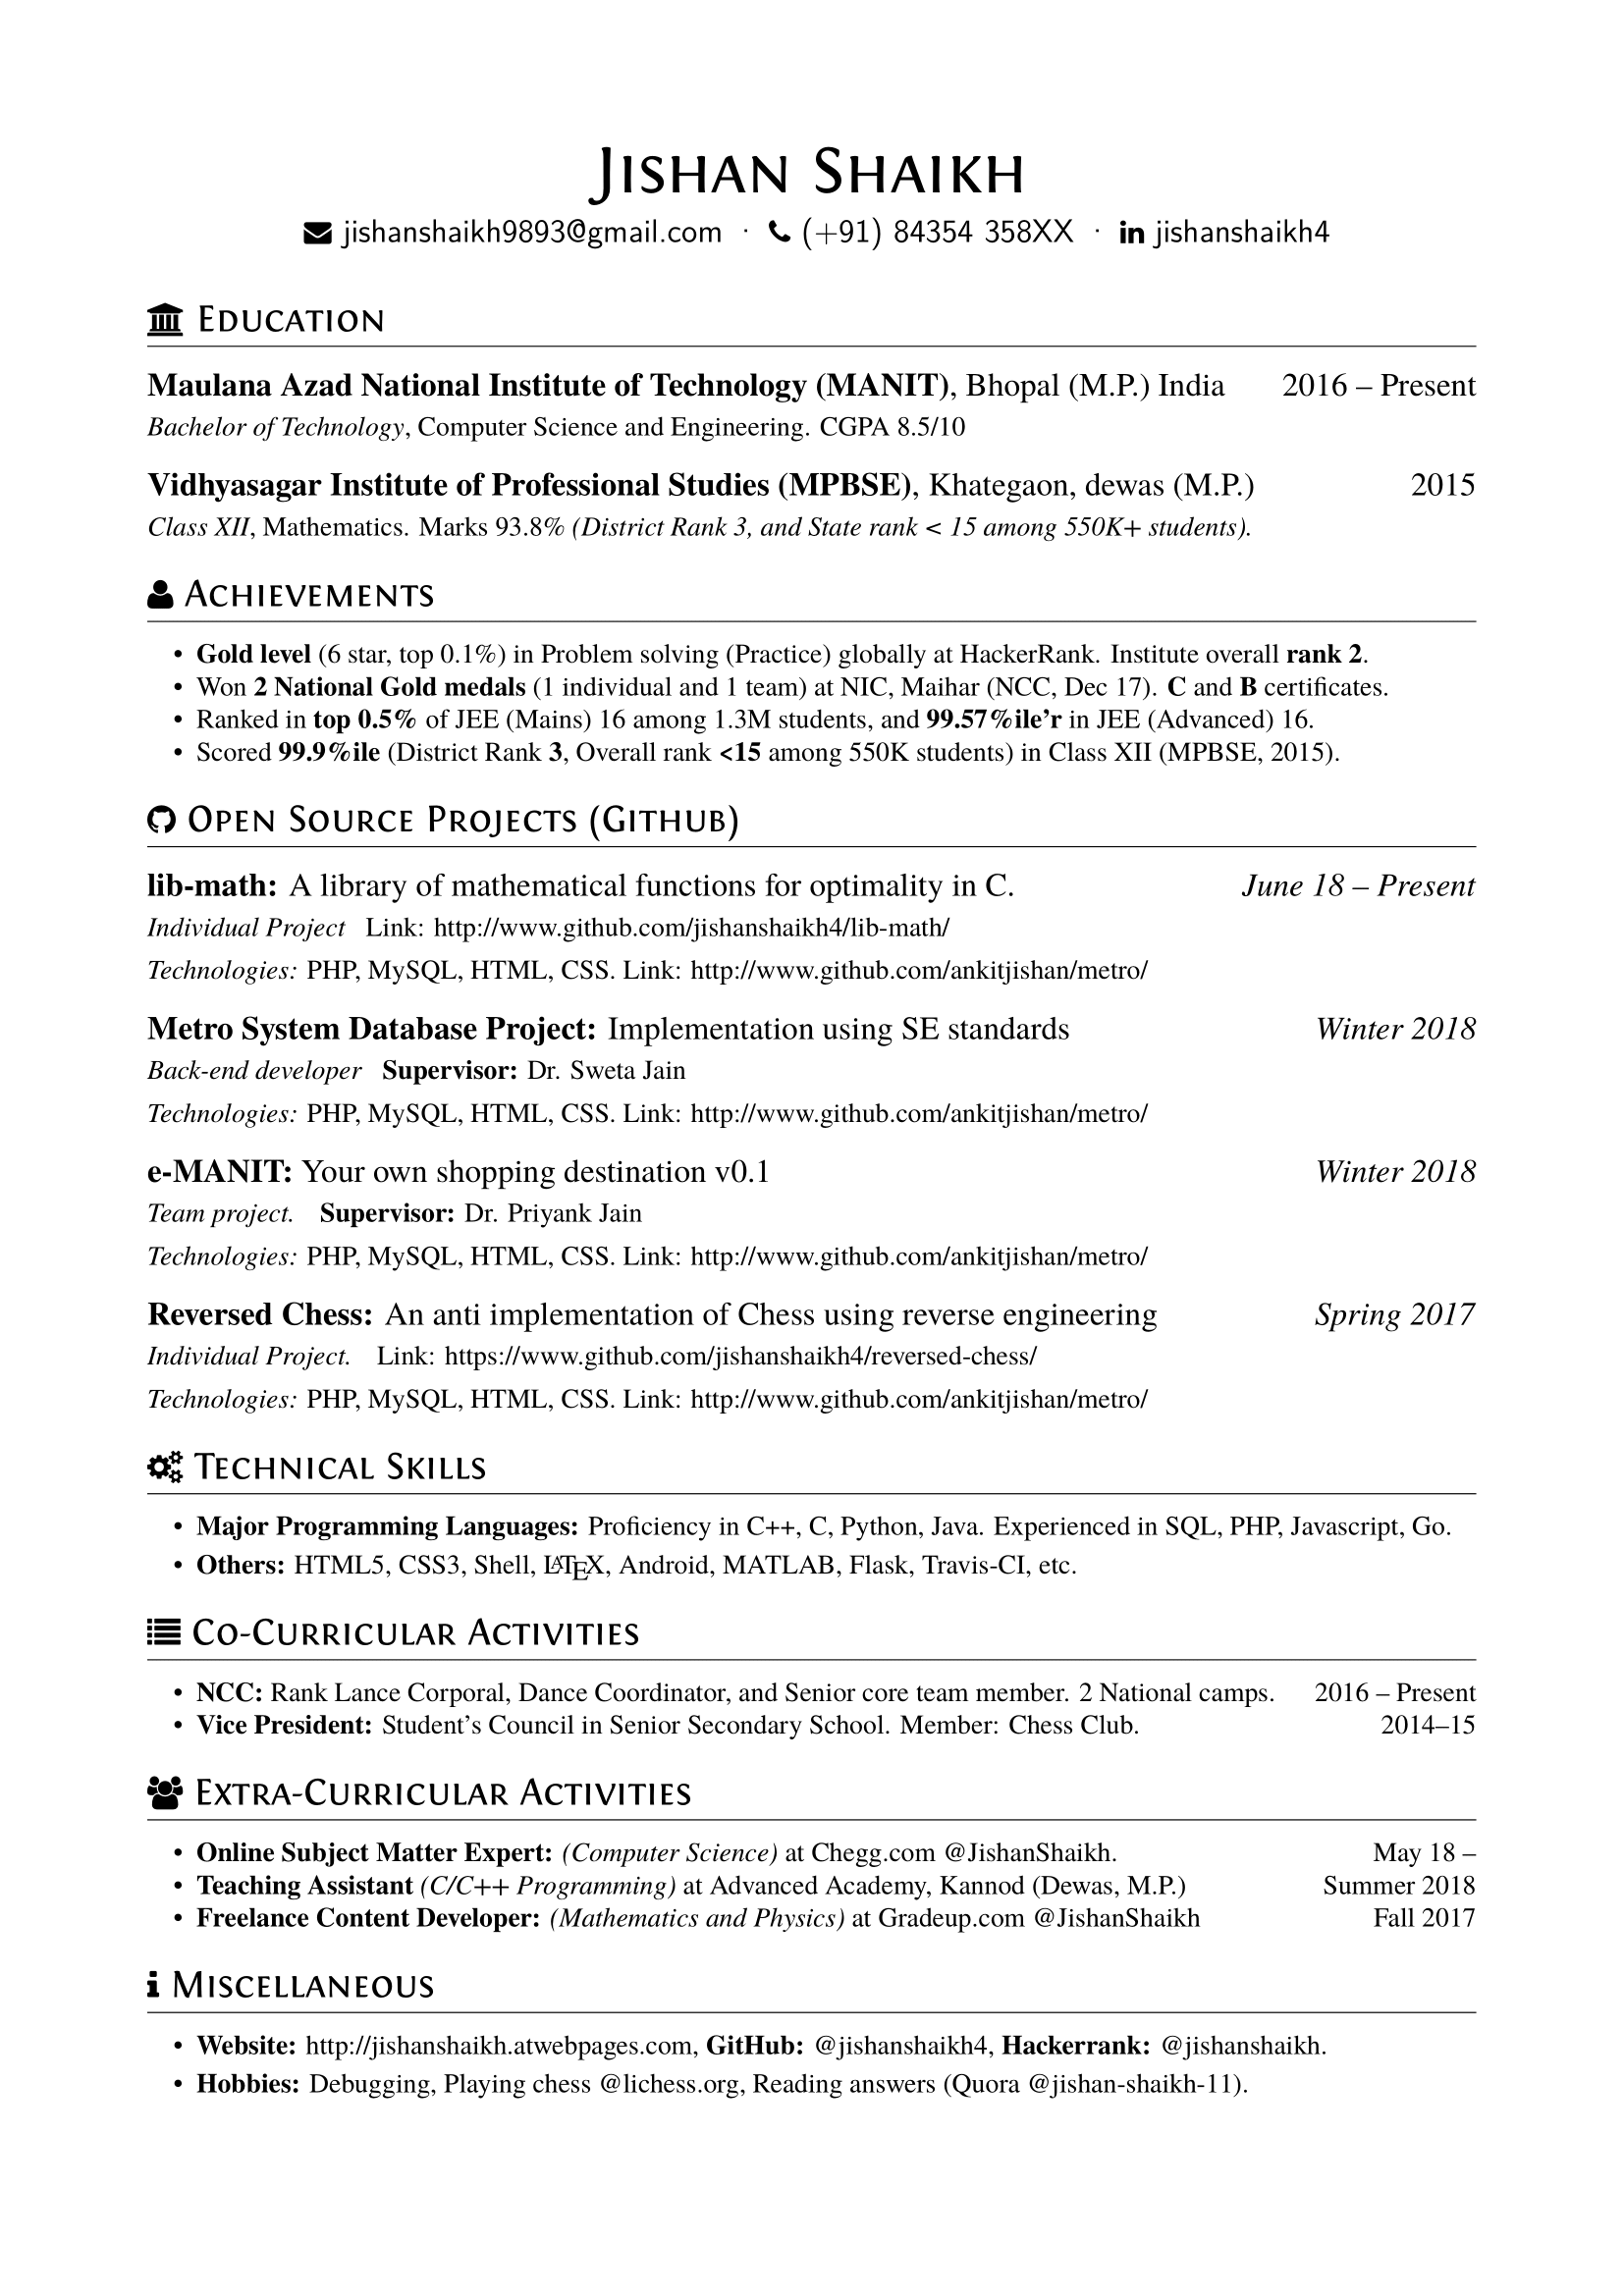 Jishan Shaikh
jishanshaikh9893@gmail.com · (+91) 84354 358XX · jishanshaikh4
Education
Maulana Azad National Institute of Technology (MANIT), Bhopal (M.P.) India 2016 – Present
Bachelor of Technology, Computer Science and Engineering. CGPA 8.5/10
Vidhyasagar Institute of Professional Studies (MPBSE), Khategaon, dewas (M.P.) 2015
Class XII, Mathematics. Marks 93.8% (District Rank 3, and State rank < 15 among 550K+ students).
Achievements
• Gold level (6 star, top 0.1%) in Problem solving (Practice) globally at HackerRank. Institute overall rank 2.
• Won 2 National Gold medals (1 individual and 1 team) at NIC, Maihar (NCC, Dec 17). C and B certificates.
• Ranked in top 0.5% of JEE (Mains) 16 among 1.3M students, and 99.57%ile'r in JEE (Advanced) 16.
• Scored 99.9%ile (District Rank 3, Overall rank <15 among 550K students) in Class XII (MPBSE, 2015).
Open Source Projects (Github)
lib-math: A library of mathematical functions for optimality in C. June 18 – Present
Individual Project Link: http://www.github.com/jishanshaikh4/lib-math/
Technologies: PHP, MySQL, HTML, CSS. Link: http://www.github.com/ankitjishan/metro/
Metro System Database Project: Implementation using SE standards Winter 2018
Back-end developer Supervisor: Dr. Sweta Jain
Technologies: PHP, MySQL, HTML, CSS. Link: http://www.github.com/ankitjishan/metro/
e-MANIT: Your own shopping destination v0.1 Winter 2018
Team project. Supervisor: Dr. Priyank Jain
Technologies: PHP, MySQL, HTML, CSS. Link: http://www.github.com/ankitjishan/metro/
Reversed Chess: An anti implementation of Chess using reverse engineering Spring 2017
Individual Project. Link: https://www.github.com/jishanshaikh4/reversed-chess/
Technologies: PHP, MySQL, HTML, CSS. Link: http://www.github.com/ankitjishan/metro/
Technical Skills
• Major Programming Languages: Proficiency in C++, C, Python, Java. Experienced in SQL, PHP, Javascript, Go.
• Others: HTML5, CSS3, Shell, LATEX, Android, MATLAB, Flask, Travis-CI, etc.
Co-Curricular Activities
• NCC: Rank Lance Corporal, Dance Coordinator, and Senior core team member. 2 National camps. 2016 – Present
• Vice President: Student's Council in Senior Secondary School. Member: Chess Club. 2014–15
Extra-Curricular Activities
• Online Subject Matter Expert: (Computer Science) at Chegg.com @JishanShaikh. May 18 –
• Teaching Assistant (C/C++ Programming) at Advanced Academy, Kannod (Dewas, M.P.) Summer 2018
• Freelance Content Developer: (Mathematics and Physics) at Gradeup.com @JishanShaikh Fall 2017
Miscellaneous
• Website: http://jishanshaikh.atwebpages.com, GitHub: @jishanshaikh4, Hackerrank: @jishanshaikh.
• Hobbies: Debugging, Playing chess @lichess.org, Reading answers (Quora @jishan-shaikh-11).